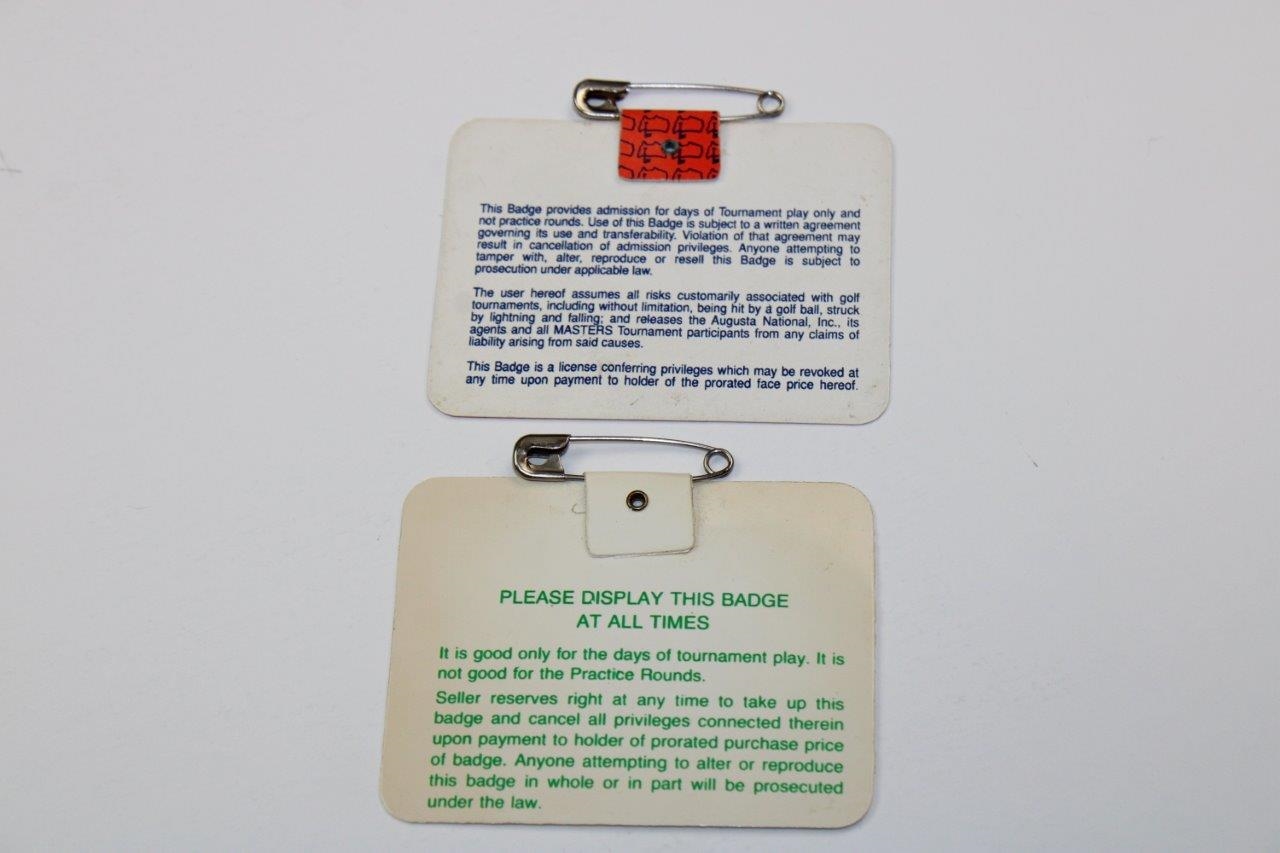 This Badge provides admission for days of Tournament play only and
not practice rounds. Use of this Badge is subject to a written agreement
governing its use and transferability. Violation of that agreement may
result in cancellation of admission privileges. Anyone attempting to
tamper with, alter, reproduce or resell this Badge is subject to
prosecution under applicable law.
The user hereof assumes all risks customarily associated with golf
tournaments, including without limitation, being hit by a golf ball, struck
by lightning and falling; and releases the Augusta National, Inc., its
agents and all MASTERS Tournament participants from any claims of
liability arising from said causes.
This Badge is a license conferring privileges which may be revoked at
any time upon payment to holder of the prorated face price hereof.
PLEASE DISPLAY THIS BADGE
AT ALL TIMES
It is good only for the days of tournament play. It is
not good for the Practice Rounds.
Seller reserves right at any time to take up this
badge and cancel all privileges connected therein
upon payment to holder of prorated purchase price
of badge. Anyone attempting to alter or reproduce
this badge in whole or in part will be prosecuted
under the law.